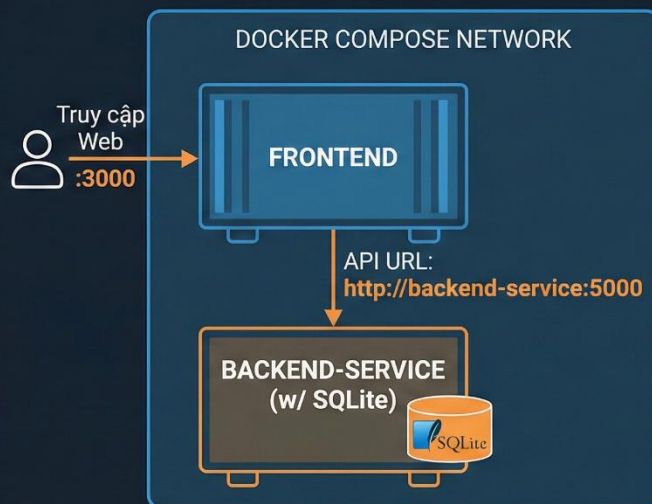 DOCKER COMPOSE NETWORK
Truy cập
Web
:3000
FRONTEND
API URL:
http://backend-service:5000
BACKEND-SERVICE
(w/ SQLite)
SQLite